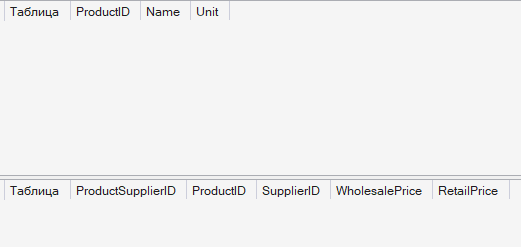 Таблица ProductID Name Unit
Таблица ProductSupplierID ProductID SupplierID WholesalePrice RetailPrice